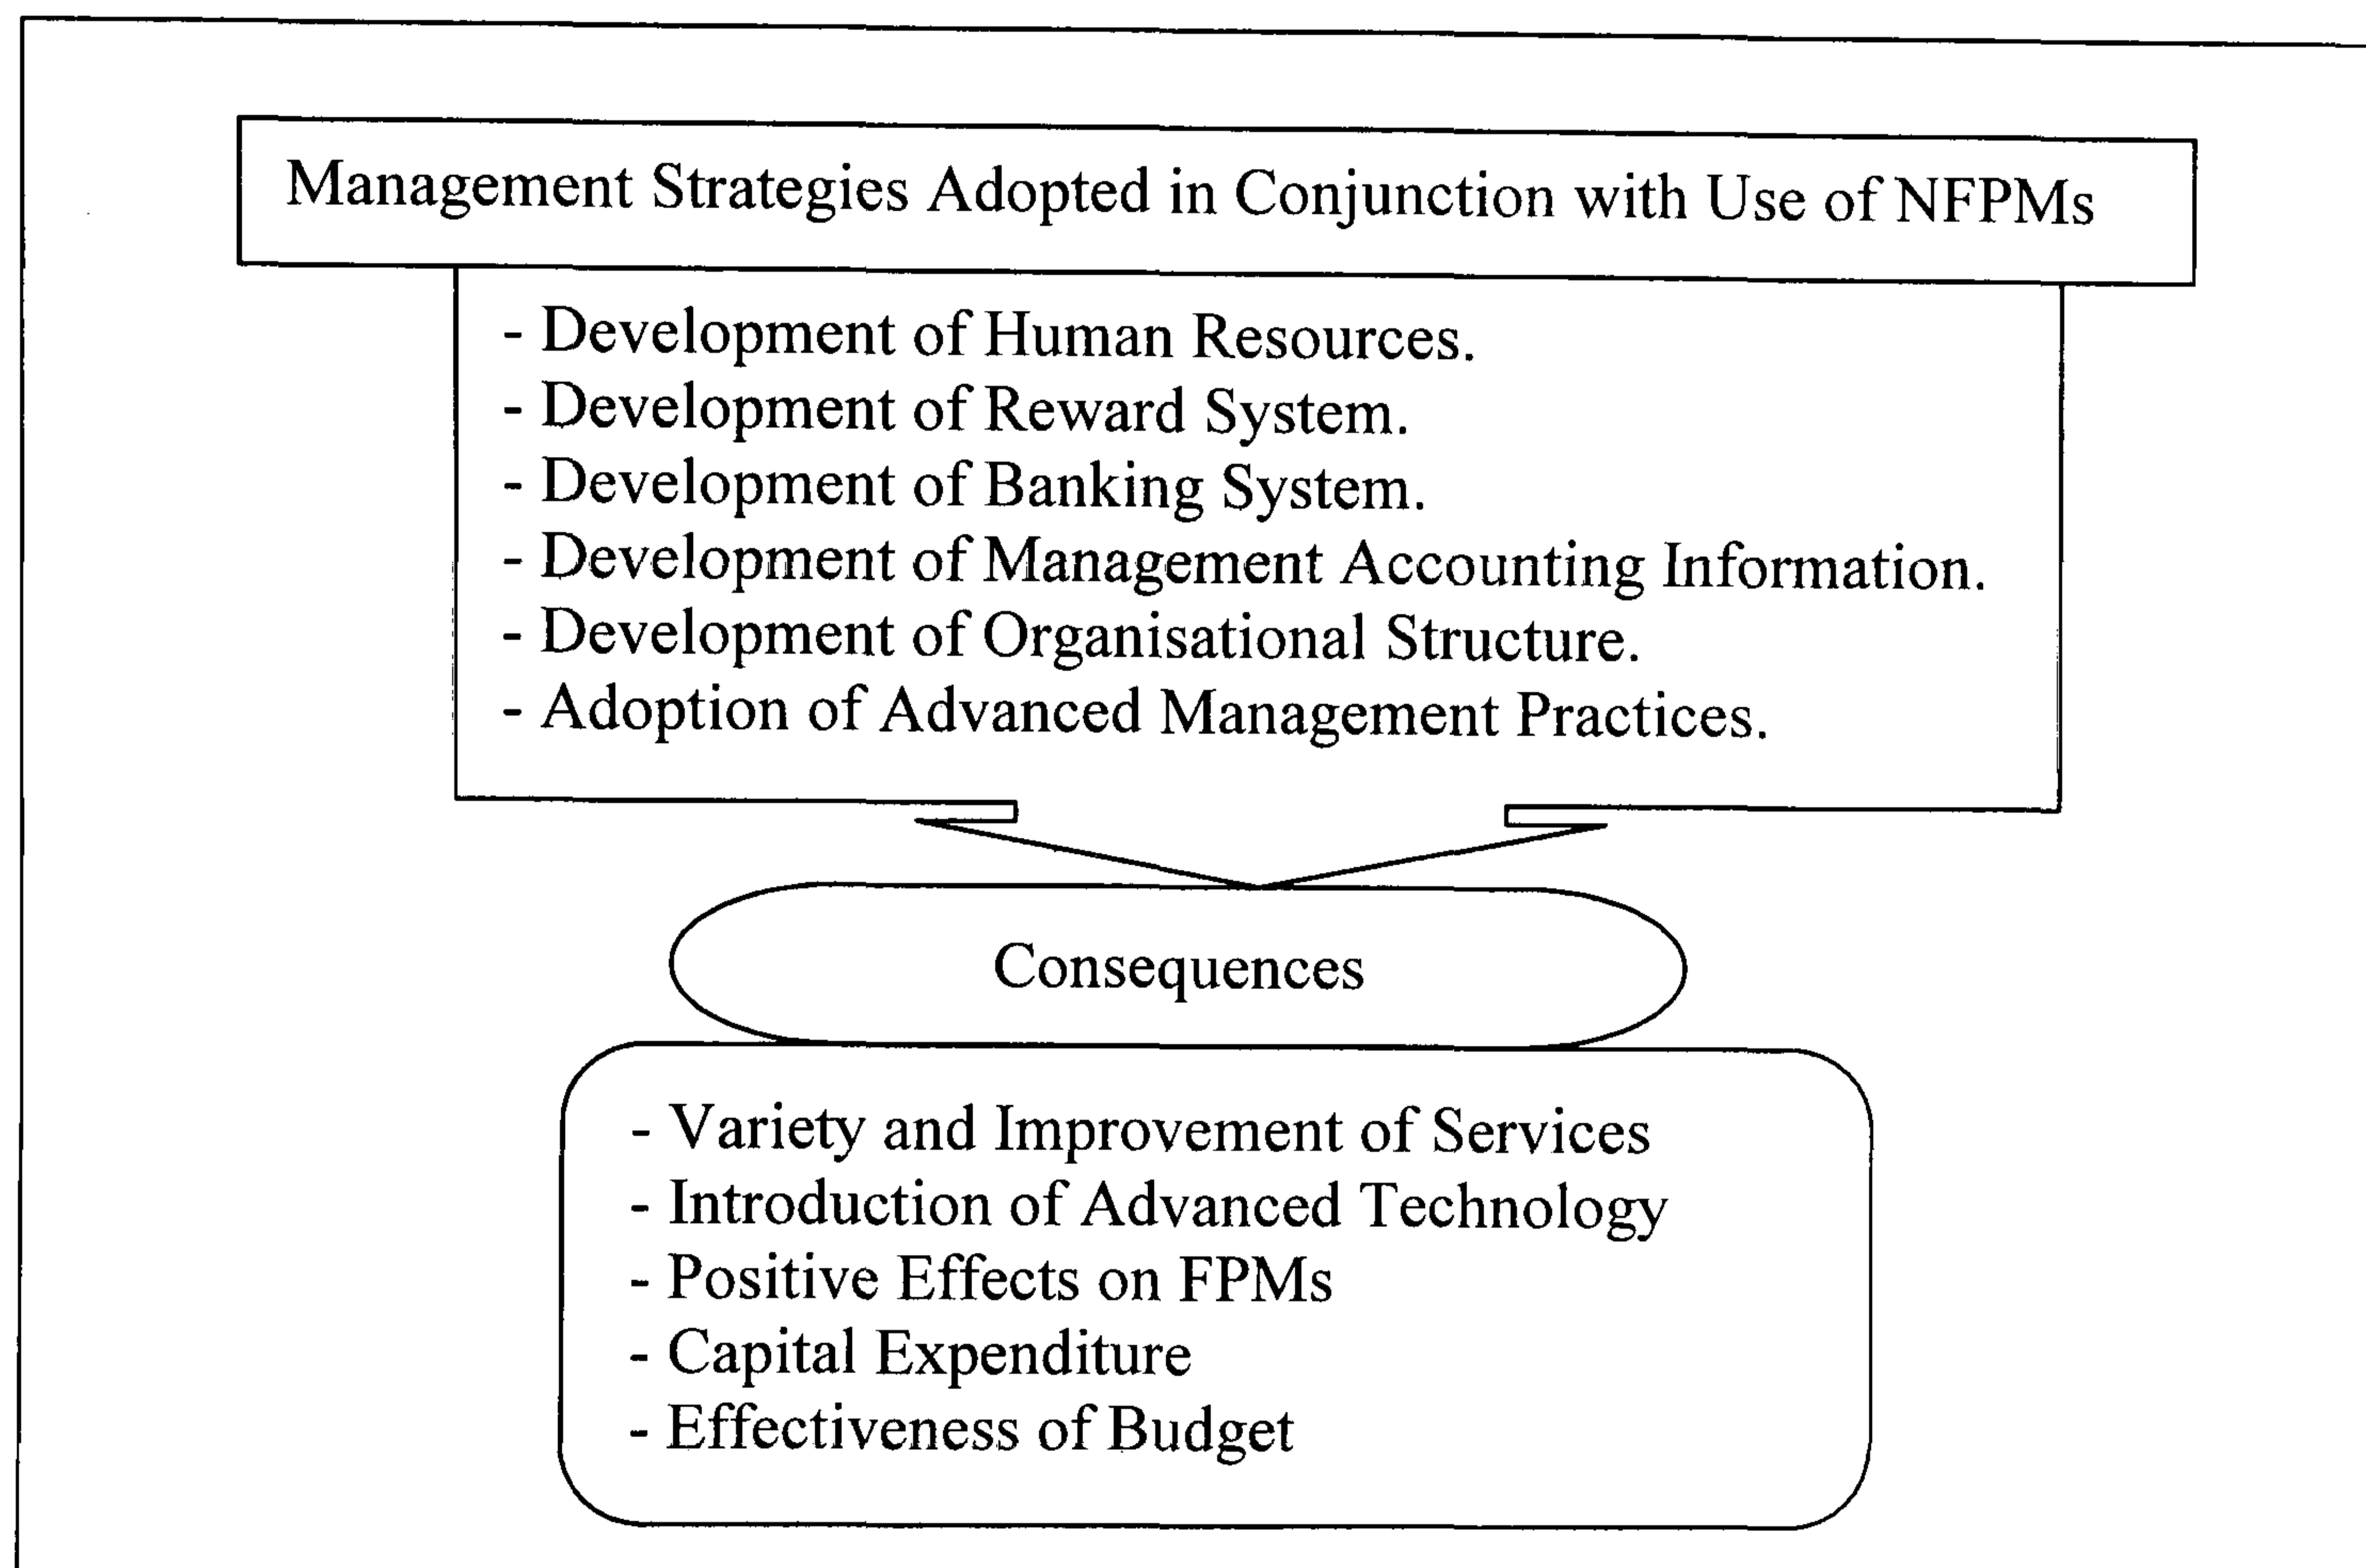 Management Strategies Adopted in Conjunction with Use of NFPMs
- Development of Human Resources.
- Development of Reward System.
- Development of Banking System.
- Development of Management Accounting Information.
- Development of Organisational Structure.
- Adoption of Advanced Management Practices.
Consequences
- Variety and Improvement of Services
- Introduction of Advanced Technology
- Positive Effects on FPMs
- Capital Expenditure
- Effectiveness of Budget